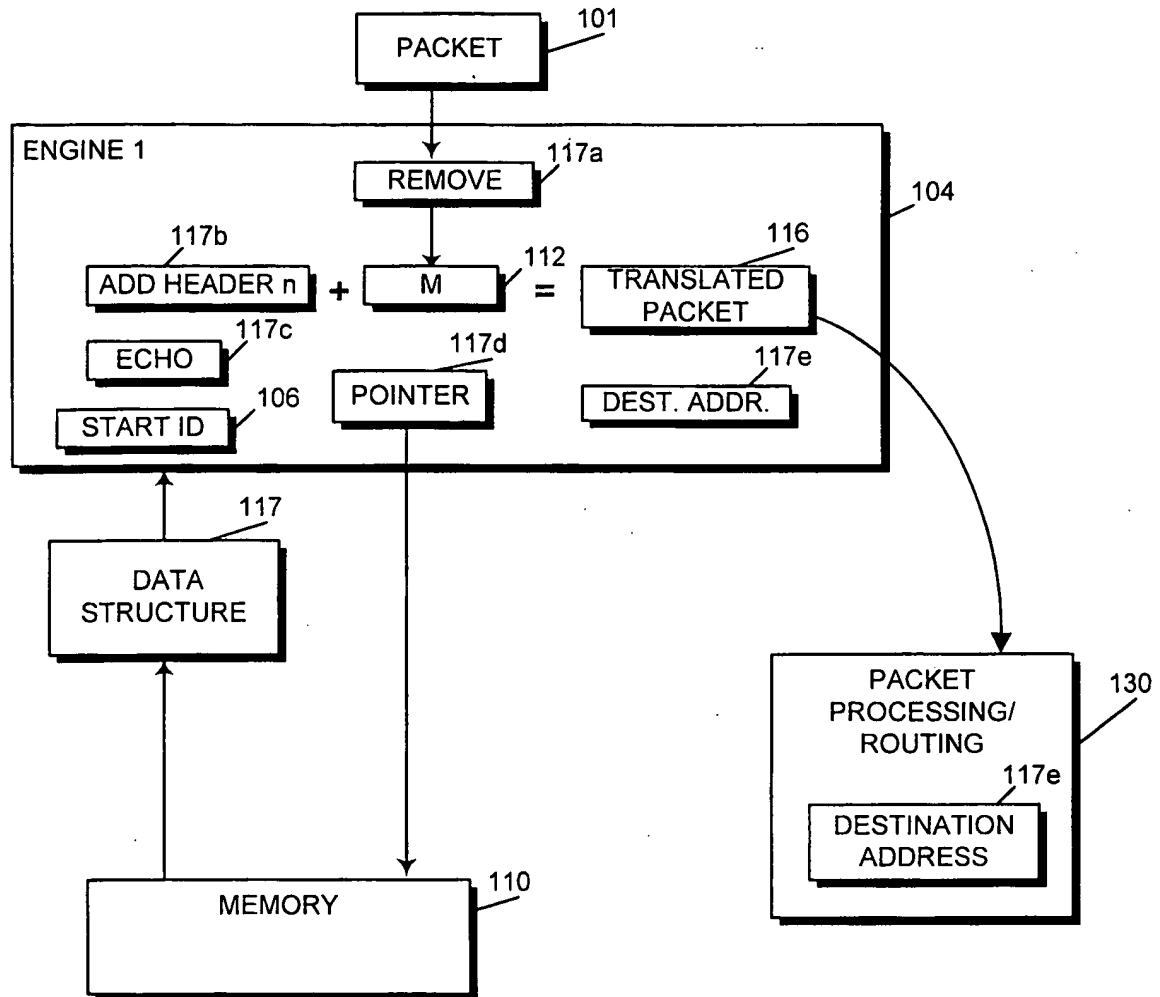 101
PACKET
ENGINE 1
117a
REMOVE
104
117b
112
116
ADD HEADER n + M = TRANSLATED
PACKET
117c
ECHO
117d
POINTER
117e
DEST. ADDR.
106
START ID
117
DATA
STRUCTURE
PACKET
PROCESSING/
ROUTING
130
117e
DESTINATION
ADDRESS
110
MEMORY